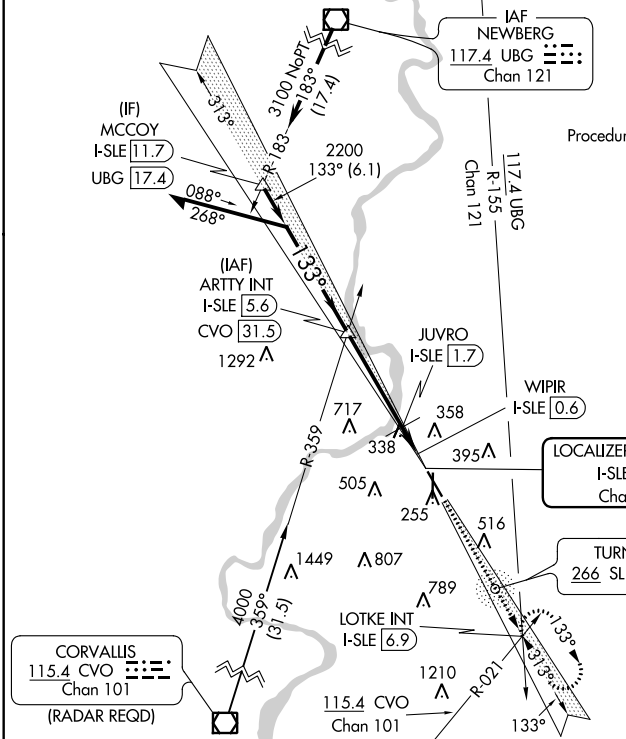 IAF
NEWBERG
117.4 UBG
Chan 121
3100 NoPT
183°
(17.4)
R-183
313°
(IF)
MCCOY
I-SLE 11.7
UBG 17.4
2200
133° (6.1)
Procedur
117.4 UBG
R-155
Chan 121
088°
268°
133°
(IAF)
ARTTY INT
I-SLE 5.6
CVO 31.5
1292
JUVRO
I-SLE 1.7
WIPIR
I-SLE 0.6
717
338
358
395
R-359
LOCALIZER
I-SLE
Cha
505
255
516
1449
807
TURN
266 SL
789
4000
359°
(31.5)
LOTKE INT
I-SLE 6.9
133°
313°
CORVALLIS
115.4 CVO
Chan 101
(RADAR REQD)
1210
R-021
115.4 CVO
Chan 101
133°